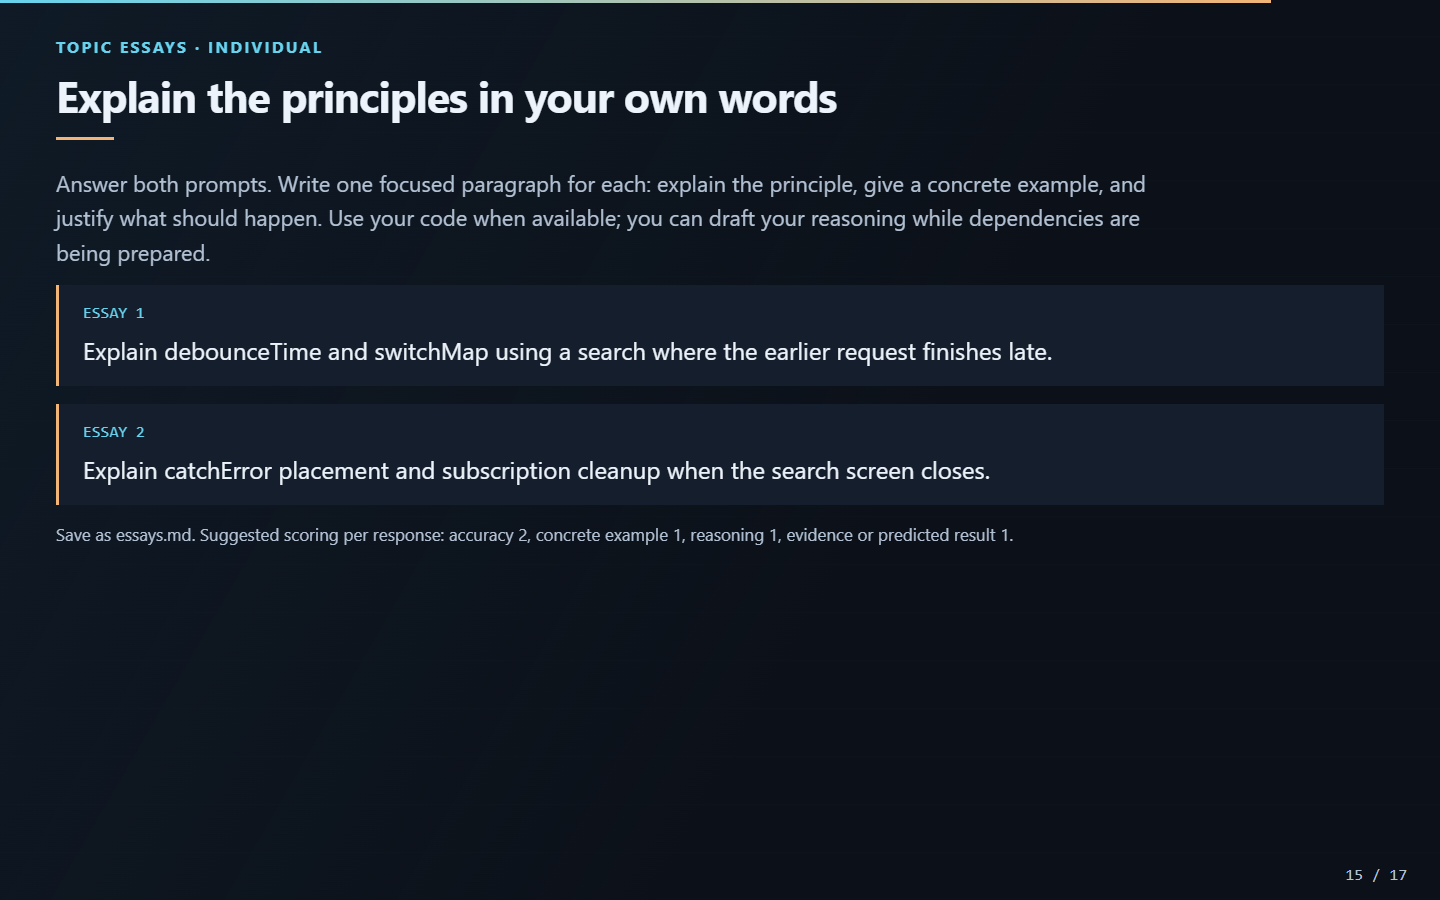 TOPIC ESSAYS · INDIVIDUAL
Explain the principles in your own words
Answer both prompts. Write one focused paragraph for each: explain the principle, give a concrete example, and
justify what should happen. Use your code when available; you can draft your reasoning while dependencies are
being prepared.
ESSAY 1
Explain debounceTime and switchMap using a search where the earlier request finishes late.
ESSAY 2
Explain catchError placement and subscription cleanup when the search screen closes.
Save as essays.md. Suggested scoring per response: accuracy 2, concrete example 1, reasoning 1, evidence or predicted result 1.
15 / 17